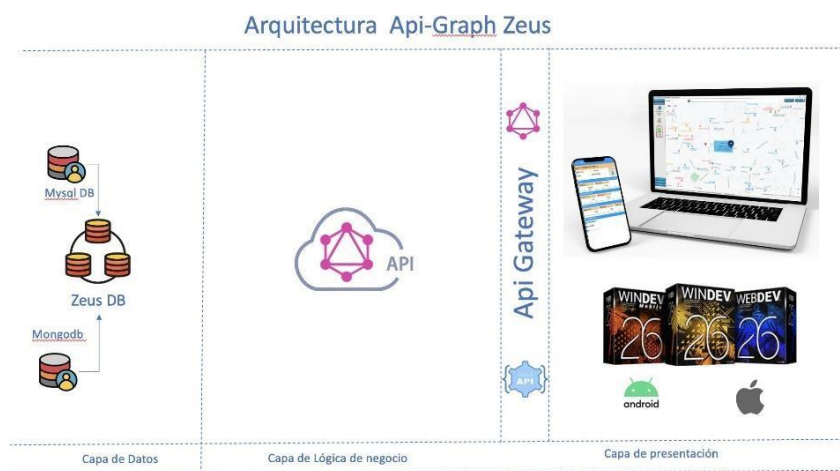 Arquitectura Api-Graph Zeus
Mysql DB
Zeus DB
Mongodb
API
Api Gateway
API
WINDEV
Mobile
26
WINDEV
26
WEBDEV
26
android
Capa de Datos
Capa de Lógica de negocio
Capa de presentación